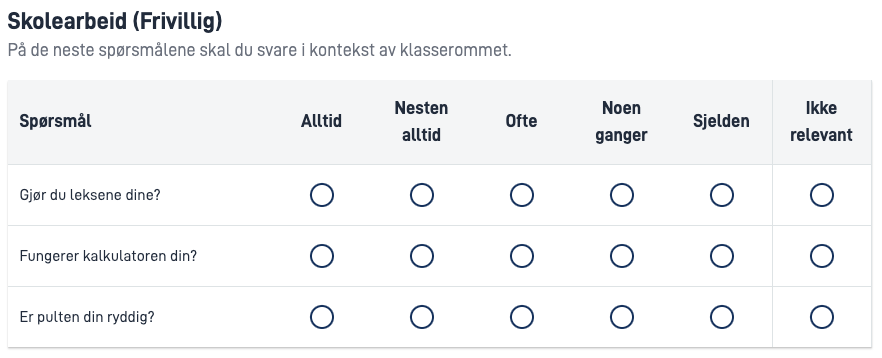 Skolearbeid (Frivillig)
På de neste spørsmålene skal du svare i kontekst av klasserommet.
Spørsmål Alltid Nesten alltid Ofte Noen ganger Sjelden Ikke relevant
Gjør du leksene dine?
Fungerer kalkulatoren din?
Er pulten din ryddig?